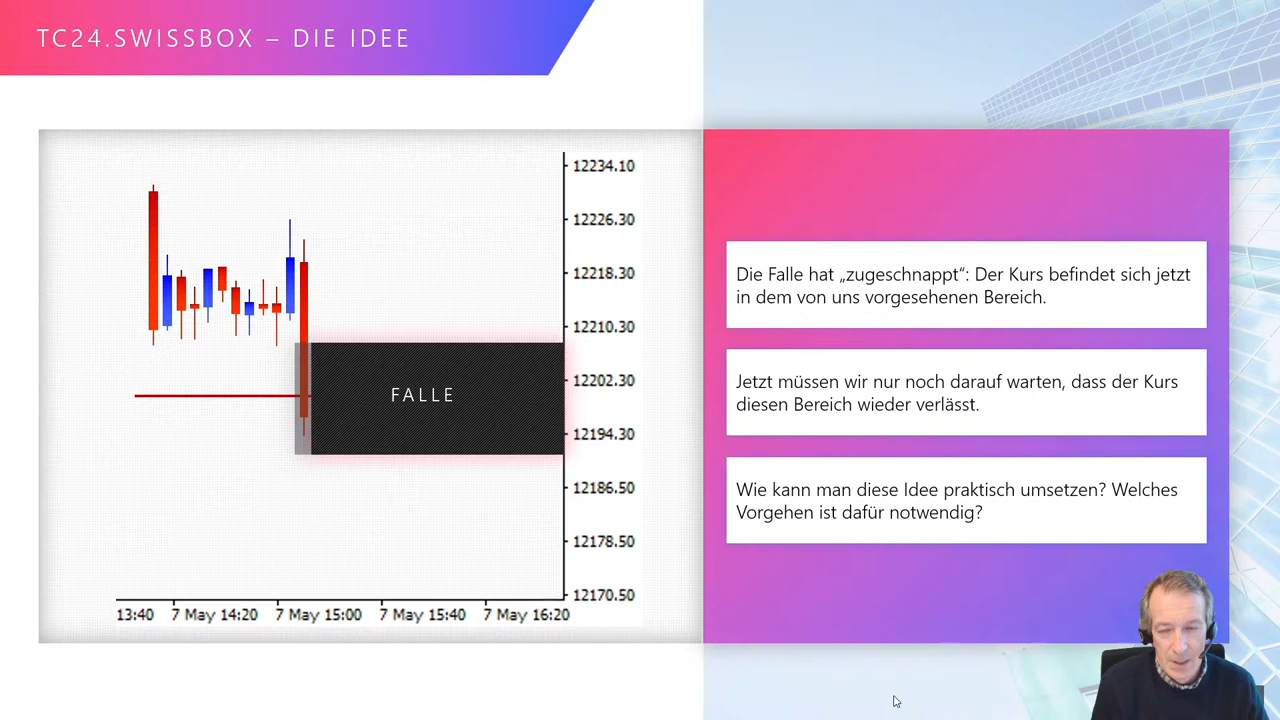 TC24.SWISSBOX – DIE IDEE
12234.10
12226.30
12218.30
12210.30
12202.30
12194.30
12186.50
12178.50
12170.50
FALLE
13:40 7 May 14:20 7 May 15:00 7 May 15:40 7 May 16:20
Die Falle hat „zugeschnappt“: Der Kurs befindet sich jetzt
in dem von uns vorgesehenen Bereich.
Jetzt müssen wir nur noch darauf warten, dass der Kurs
diesen Bereich wieder verlässt.
Wie kann man diese Idee praktisch umsetzen? Welches
Vorgehen ist dafür notwendig?